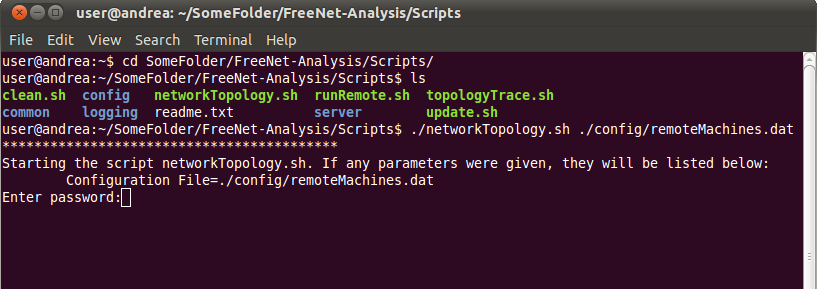 user@andrea: ~/SomeFolder/FreeNet-Analysis/Scripts
File Edit View Search Terminal Help
user@andrea:~$ cd SomeFolder/FreeNet-Analysis/Scripts/
user@andrea:~/SomeFolder/FreeNet-Analysis/Scripts$ ls
clean.sh config networkTopology.sh runRemote.sh topologyTrace.sh
common logging readme.txt server update.sh
user@andrea:~/SomeFolder/FreeNet-Analysis/Scripts$ ./networkTopology.sh ./config/remoteMachines.dat
******************************************
Starting the script networkTopology.sh. If any parameters were given, they will be listed below:
Configuration File=./config/remoteMachines.dat
Enter password: